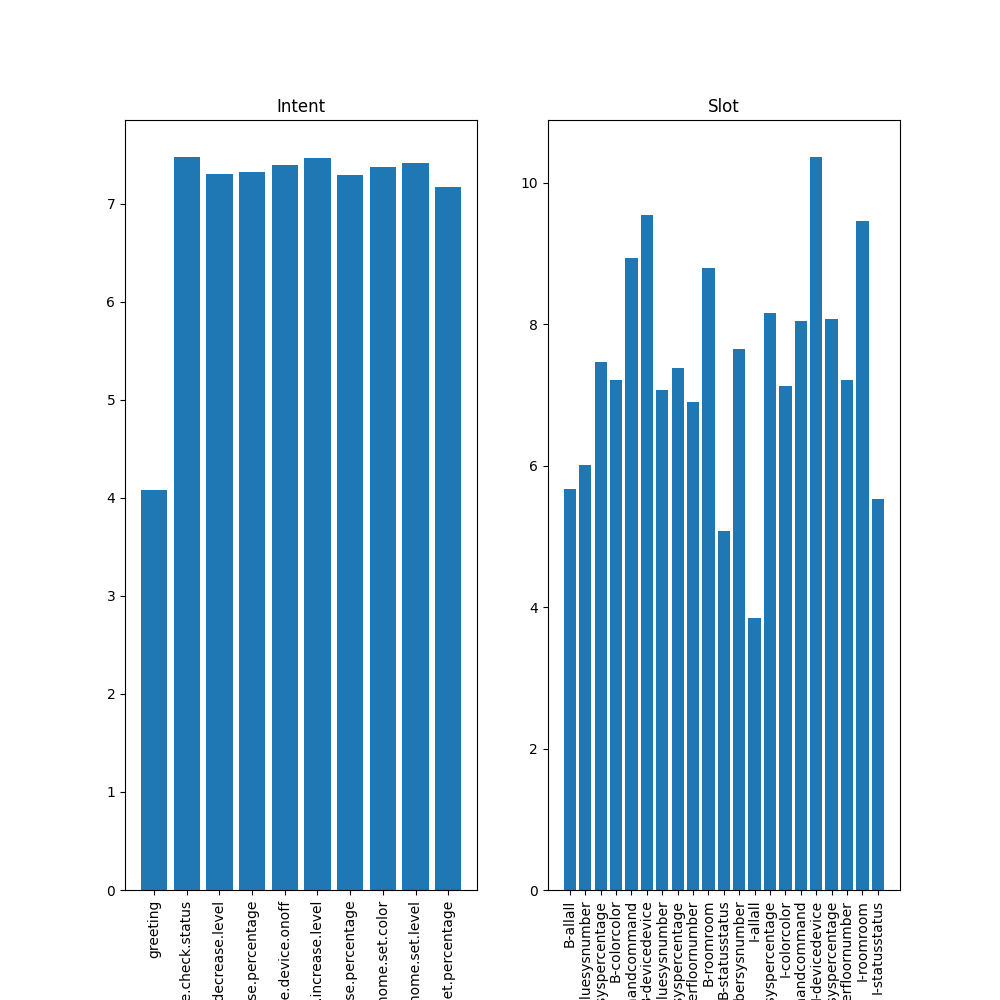 Intent
Slot
7
6
5
4
3
2
1
0
10
8
6
4
2
0
greeting
e.check.status
decrease.level
se.percentage
e.device.onoff
.increase.level
se.percentage
nome.set.color
nome.set.level
et.percentage
B-allall
luesysnumber
syspercentage
B-colorcolor
andcommand
-devicedevice
luesysnumber
syspercentage
erfloornumber
B-roomroom
B-statusstatus
bersysnumber
I-allall
syspercentage
I-colorcolor
andcommand
-devicedevice
syspercentage
erfloornumber
I-roomroom
I-statusstatus